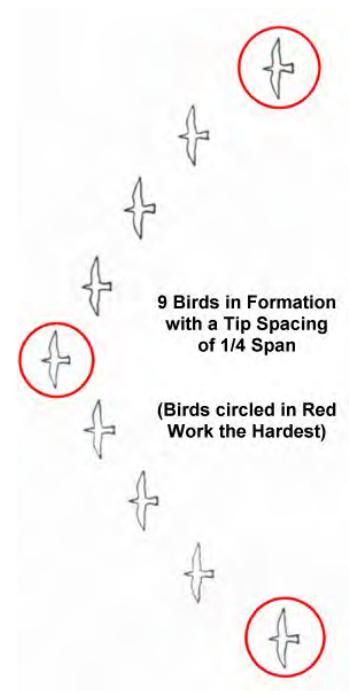 9 Birds in Formation
with a Tip Spacing
of 1/4 Span
(Birds circled in Red
Work the Hardest)